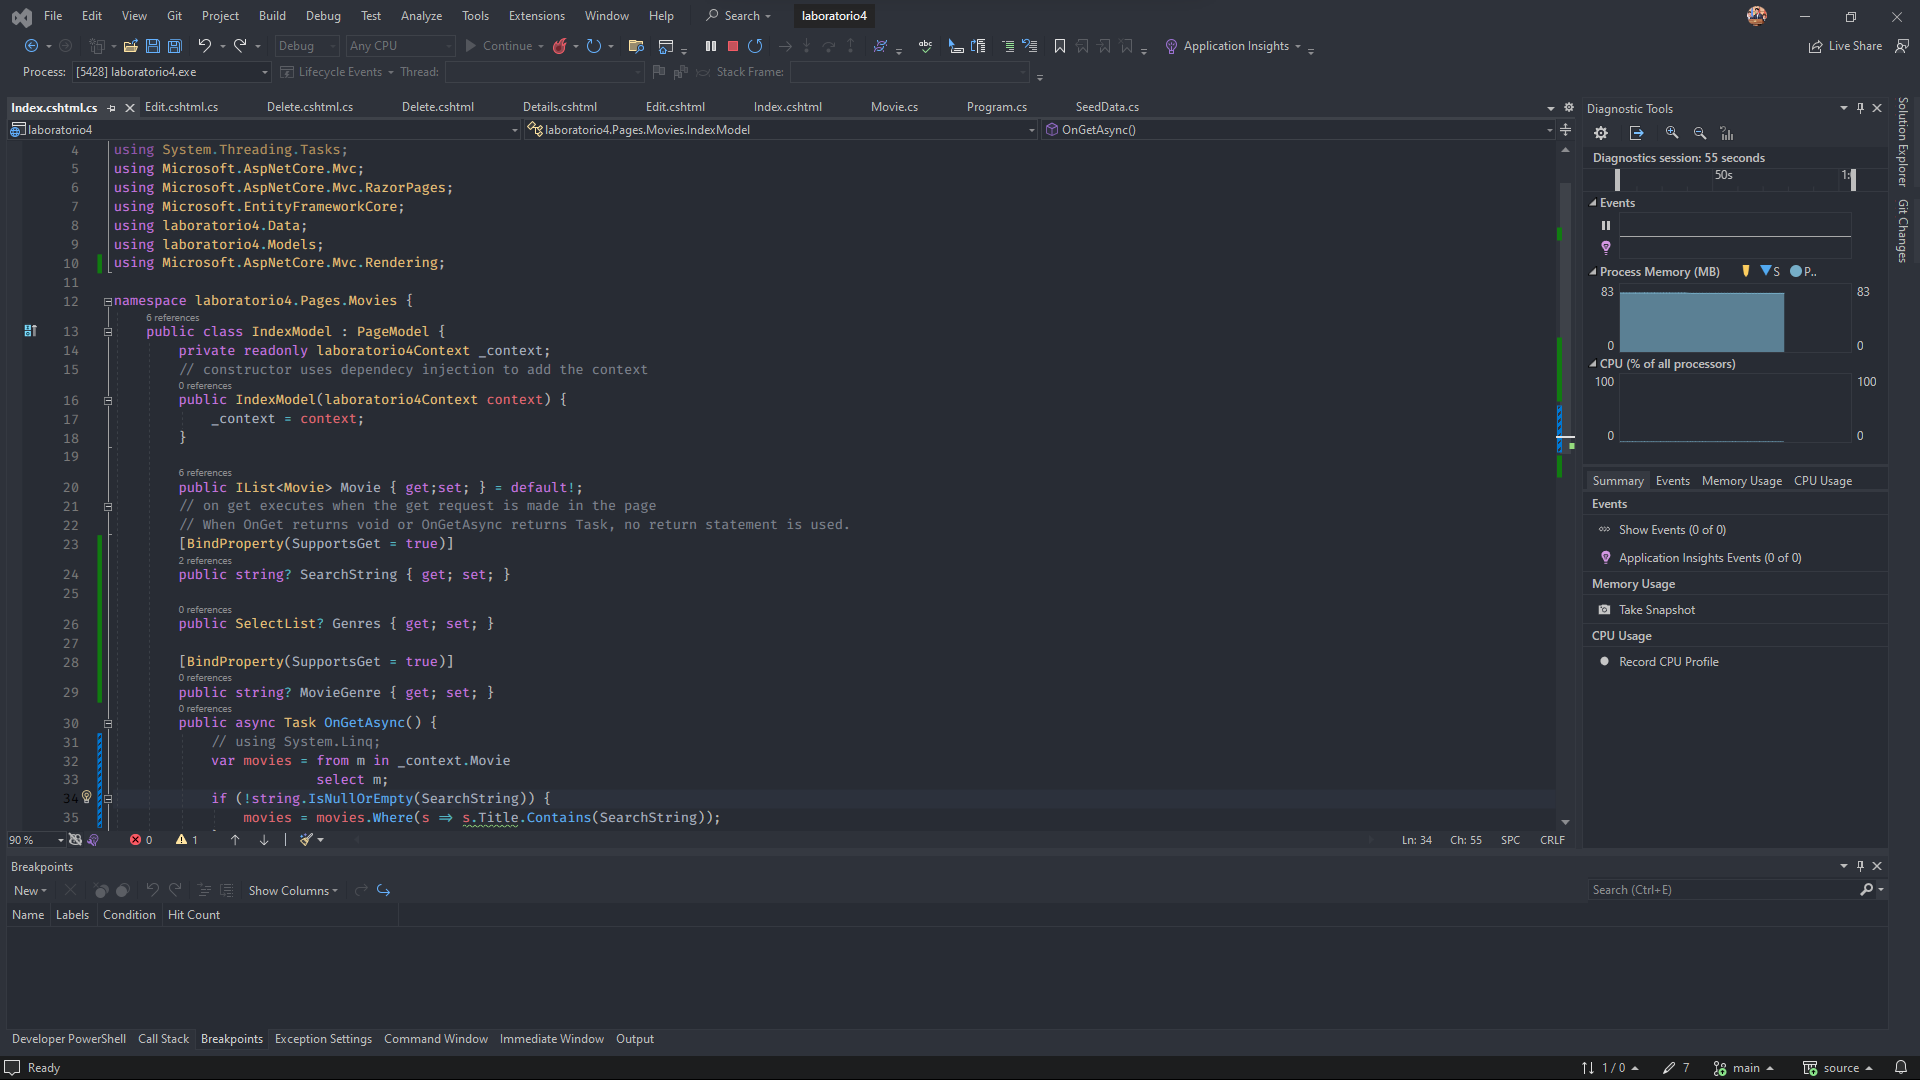 File Edit View Git Project Build Debug Test Analyze Tools Extensions Window Help Search laboratorio4
Debug Any CPU Continue Application Insights Live Share
Process: [5428] laboratorio4.exe Lifecycle Events Thread: Stack Frame:
Index.cshtml.cs Edit.cshtml.cs Delete.cshtml.cs Delete.cshtml Details.cshtml Edit.cshtml Index.cshtml Movie.cs Program.cs SeedData.cs
laboratorio4 laboratorio4.Pages.Movies.IndexModel OnGetAsync()
4 using System.Threading.Tasks;
5 using Microsoft.AspNetCore.Mvc;
6 using Microsoft.AspNetCore.Mvc.RazorPages;
7 using Microsoft.EntityFrameworkCore;
8 using laboratorio4.Data;
9 using laboratorio4.Models;
10 using Microsoft.AspNetCore.Mvc.Rendering;
11
12 namespace laboratorio4.Pages.Movies {
6 references
13 public class IndexModel : PageModel {
14 private readonly laboratorio4Context _context;
15 // constructor uses dependecy injection to add the context
0 references
16 public IndexModel(laboratorio4Context context) {
17 _context = context;
18 }
19
6 references
20 public IList<Movie> Movie { get;set; } = default!;
21 // on get executes when the get request is made in the page
22 // When OnGet returns void or OnGetAsync returns Task, no return statement is used.
23 [BindProperty(SupportsGet = true)]
2 references
24 public string? SearchString { get; set; }
25
0 references
26 public SelectList? Genres { get; set; }
27
28 [BindProperty(SupportsGet = true)]
0 references
29 public string? MovieGenre { get; set; }
0 references
30 public async Task OnGetAsync() {
31 // using System.Linq;
32 var movies = from m in _context.Movie
33 select m;
34 if (!string.IsNullOrEmpty(SearchString)) {
35 movies = movies.Where(s => s.Title.Contains(SearchString));
90 % 0 1 Ln: 34 Ch: 55 SPC CRLF
Diagnostic Tools
Diagnostics session: 55 seconds
50s 1:
Events
Process Memory (MB) S P..
83 83
0 0
CPU (% of all processors)
100 100
0 0
Summary Events Memory Usage CPU Usage
Events
Show Events (0 of 0)
Application Insights Events (0 of 0)
Memory Usage
Take Snapshot
CPU Usage
Record CPU Profile
Solution Explorer
Git Changes
Breakpoints
New Show Columns Search (Ctrl+E)
Name Labels Condition Hit Count
Developer PowerShell Call Stack Breakpoints Exception Settings Command Window Immediate Window Output
Ready 1 / 0 7 main source